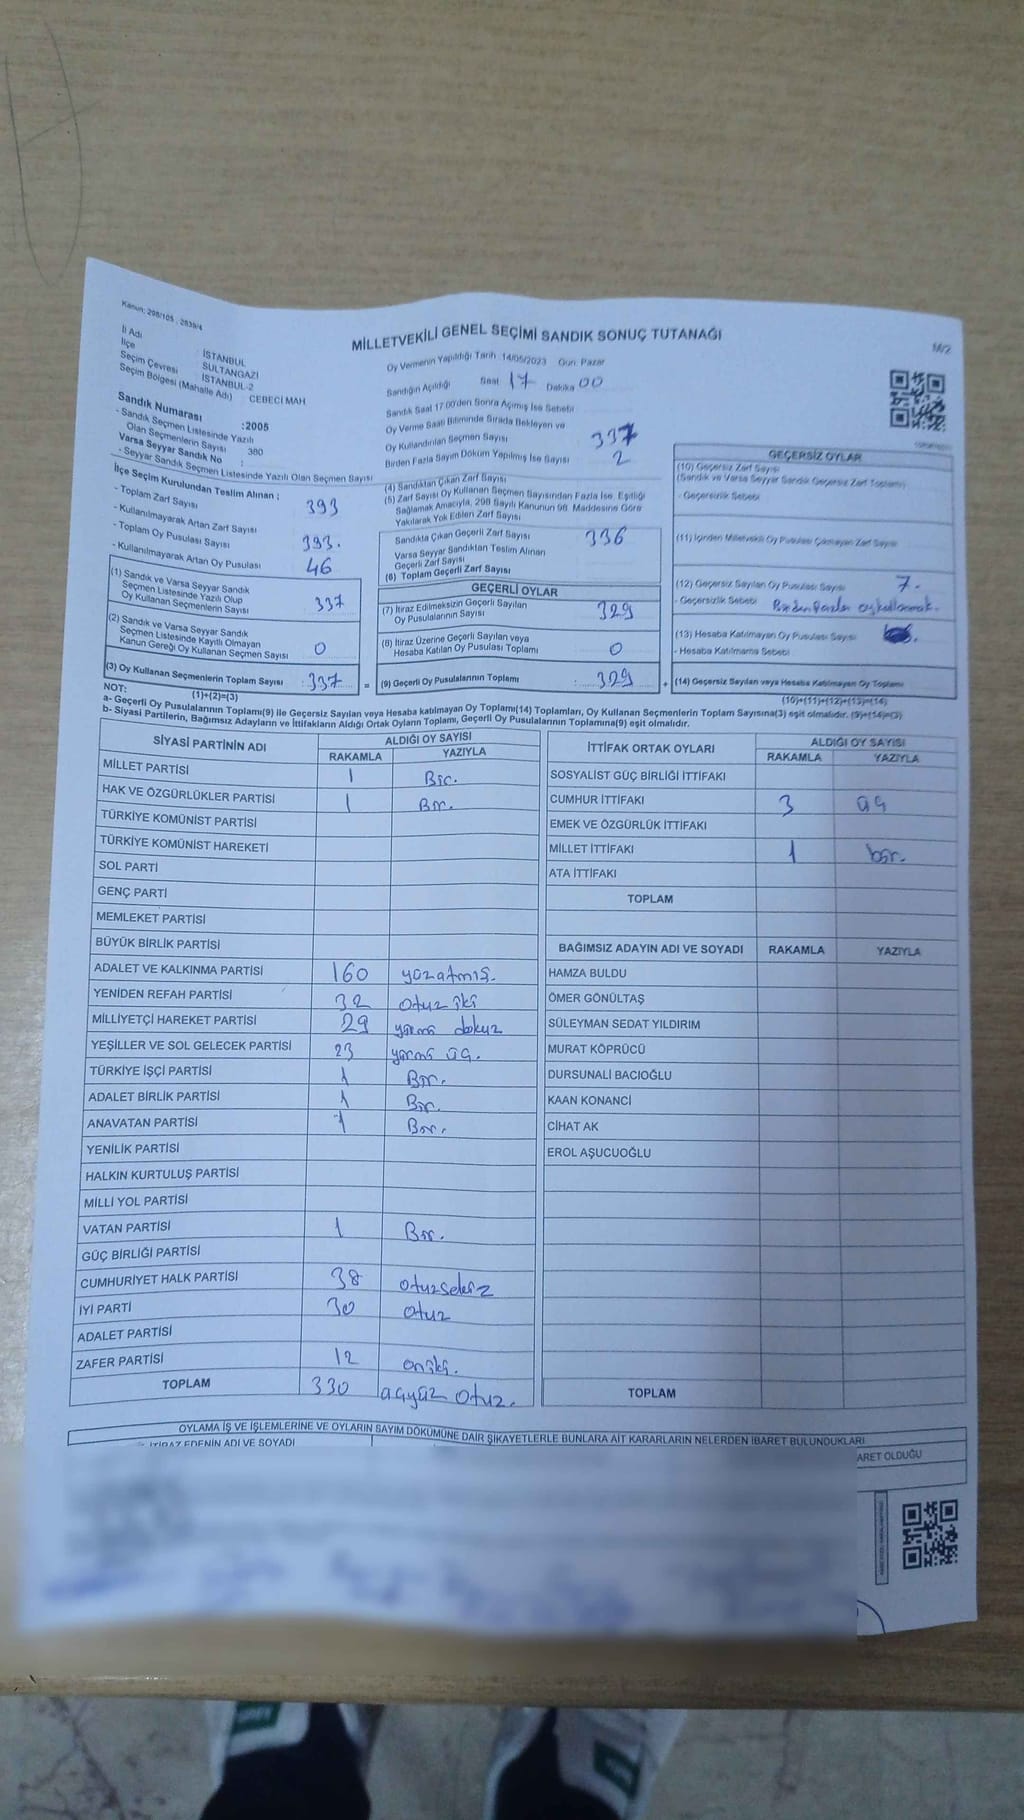 Kanun: 298/105 , 2839/4
MİLLETVEKİLİ GENEL SEÇİMİ SANDIK SONUÇ TUTANAĞI
M/2
İl Adı : İSTANBUL
İlçe : SULTANGAZİ
Seçim Çevresi : İSTANBUL-2
Seçim Bölgesi (Mahalle Adı) CEBECİ MAH
Sandık Numarası :2005
- Sandık Seçmen Listesinde Yazılı
Olan Seçmenlerin Sayısı 380
Varsa Seyyar Sandık No :
- Seyyar Sandık Seçmen Listesinde Yazılı Olan Seçmen Sayısı
Oy Vermenin Yapıldığı Tarih :14/05/2023 Gün: Pazar
Sandığın Açıldığı Saat 17 Dakika 00
Sandık Saat 17:00'den Sonra Açılmış İse Sebebi:
Oy Verme Saati Bitiminde Sırada Bekleyen ve
Oy Kullandırılan Seçmen Sayısı 337
Birden Fazla Sayım Döküm Yapılmış İse Sayısı 2
İlçe Seçim Kurulundan Teslim Alınan :
- Toplam Zarf Sayısı 393
- Kullanılmayarak Artan Zarf Sayısı
- Toplam Oy Pusulası Sayısı 393.
- Kullanılmayarak Artan Oy Pusulası 46
(1) Sandık ve Varsa Seyyar Sandık
Seçmen Listesinde Yazılı Olup
Oy Kullanan Seçmenlerin Sayısı 337
(2) Sandık ve Varsa Seyyar Sandık
Seçmen Listesinde Kayıtlı Olmayan
Kanun Gereği Oy Kullanan Seçmen Sayısı 0
(3) Oy Kullanan Seçmenlerin Toplam Sayısı :337
(1)+(2)=(3)
(4) Sandıktan Çıkan Zarf Sayısı
(5) Zarf Sayısı Oy Kullanan Seçmen Sayısından Fazla İse, Eşitliği
Sağlamak Amacıyla, 298 Sayılı Kanunun 98. Maddesine Göre
Yakılarak Yok Edilen Zarf Sayısı
Sandıkta Çıkan Geçerli Zarf Sayısı 336
Varsa Seyyar Sandıktan Teslim Alınan
Geçerli Zarf Sayısı
(6) Toplam Geçerli Zarf Sayısı
GEÇERLİ OYLAR
(7) İtiraz Edilmeksizin Geçerli Sayılan
Oy Pusulalarının Sayısı 329
(8) İtiraz Üzerine Geçerli Sayılan veya
Hesaba Katılan Oy Pusulası Toplamı 0
= (9) Geçerli Oy Pusulalarının Toplamı : 329
GEÇERSİZ OYLAR
(10) Geçersiz Zarf Sayısı
(Sandık ve Varsa Seyyar Sandık Geçersiz Zarf Toplamı)
- Geçersizlik Sebebi
(11) İçinden Milletvekili Oy Pusulası Çıkmayan Zarf Sayısı
(12) Geçersiz Sayılan Oy Pusulası Sayısı 7.
- Geçersizlik Sebebi Birden fazla oy kullanmak.
(13) Hesaba Katılmayan Oy Pusulası Sayısı
- Hesaba Katılmama Sebebi
+ (14) Geçersiz Sayılan veya Hesaba Katılmayan Oy Toplamı
(10)+(11)+(12)+(13)=(14)
NOT:
a- Geçerli Oy Pusulalarının Toplamı(9) ile Geçersiz Sayılan veya Hesaba katılmayan Oy Toplamı(14) Toplamları, Oy Kullanan Seçmenlerin Toplam Sayısına(3) eşit olmalıdır. (9)+(14)=(3)
b- Siyasi Partilerin, Bağımsız Adayların ve İttifakların Aldığı Ortak Oyların Toplamı, Geçerli Oy Pusulalarının Toplamına(9) eşit olmalıdır.
SİYASİ PARTİNİN ADI ALDIĞI OY SAYISI
RAKAMLA YAZIYLA
MİLLET PARTİSİ 1 Bir.
HAK VE ÖZGÜRLÜKLER PARTİSİ 1 Bir.
TÜRKİYE KOMÜNİST PARTİSİ
TÜRKİYE KOMÜNİST HAREKETİ
SOL PARTİ
GENÇ PARTİ
MEMLEKET PARTİSİ
BÜYÜK BİRLİK PARTİSİ
ADALET VE KALKINMA PARTİSİ 160 yüzatmış.
YENİDEN REFAH PARTİSİ 32 otuz iki
MİLLİYETÇİ HAREKET PARTİSİ 29 yirmi dokuz
YEŞİLLER VE SOL GELECEK PARTİSİ 23 yirmi üç.
TÜRKİYE İŞÇİ PARTİSİ 1 Bir.
ADALET BİRLİK PARTİSİ 1 Bir.
ANAVATAN PARTİSİ 1 Bir.
YENİLİK PARTİSİ
HALKIN KURTULUŞ PARTİSİ
MİLLİ YOL PARTİSİ
VATAN PARTİSİ 1 Bir.
GÜÇ BİRLİĞİ PARTİSİ
CUMHURİYET HALK PARTİSİ 38 otuzsekiz
İYİ PARTİ 30 otuz
ADALET PARTİSİ
ZAFER PARTİSİ 12 oniki.
TOPLAM 330 üçyüz otuz.
İTTİFAK ORTAK OYLARI ALDIĞI OY SAYISI
RAKAMLA YAZIYLA
SOSYALİST GÜÇ BİRLİĞİ İTTİFAKI
CUMHUR İTTİFAKI 3 üç
EMEK VE ÖZGÜRLÜK İTTİFAKI
MİLLET İTTİFAKI 1 bir.
ATA İTTİFAKI
TOPLAM
BAĞIMSIZ ADAYIN ADI VE SOYADI RAKAMLA YAZIYLA
HAMZA BULDU
ÖMER GÖNÜLTAŞ
SÜLEYMAN SEDAT YILDIRIM
MURAT KÖPRÜCÜ
DURSUNALİ BACIOĞLU
KAAN KONANCİ
CİHAT AK
EROL AŞUCUOĞLU
TOPLAM
OYLAMA İŞ VE İŞLEMLERİNE VE OYLARIN SAYIM DÖKÜMÜNE DAİR ŞİKAYETLERLE BUNLARA AİT KARARLARIN NELERDEN İBARET BULUNDUKLARI
İTİRAZ EDENİN ADI VE SOYADI
ARET OLDUĞU